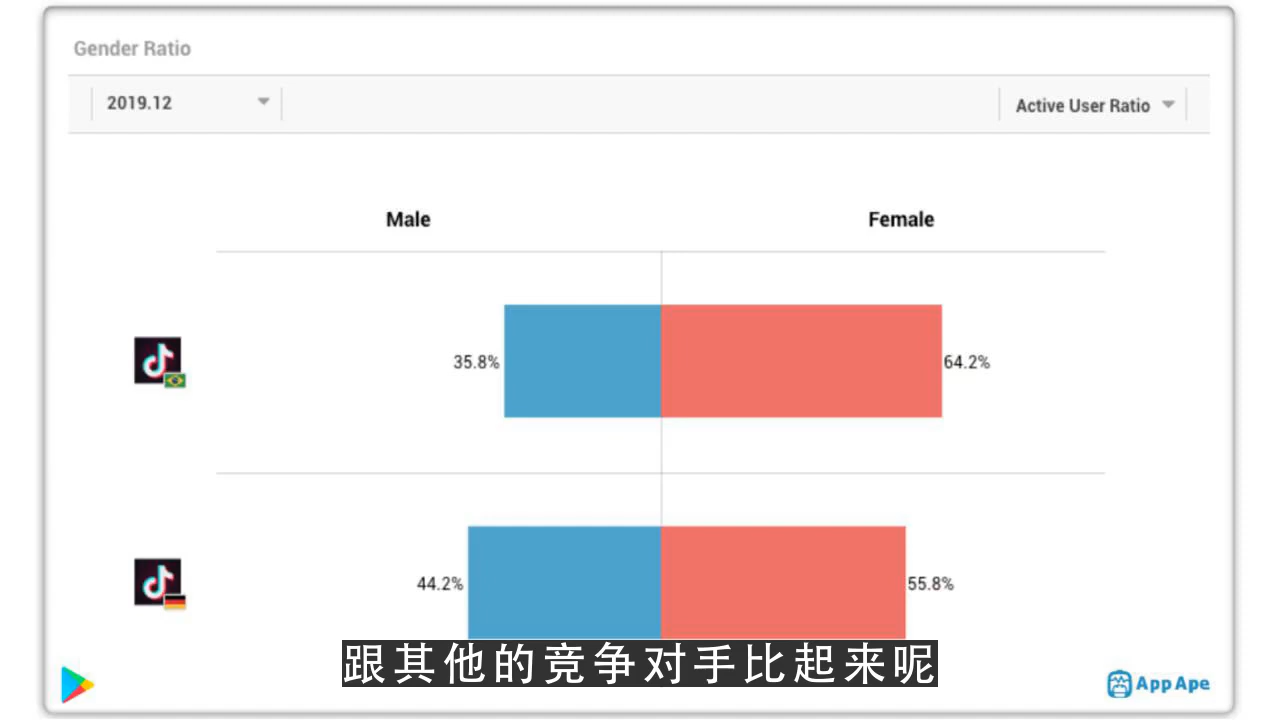 Gender Ratio
2019.12
Active User Ratio
Male
Female
35.8%
64.2%
44.2%
55.8%
跟其他的竞争对手比起来呢
App Ape